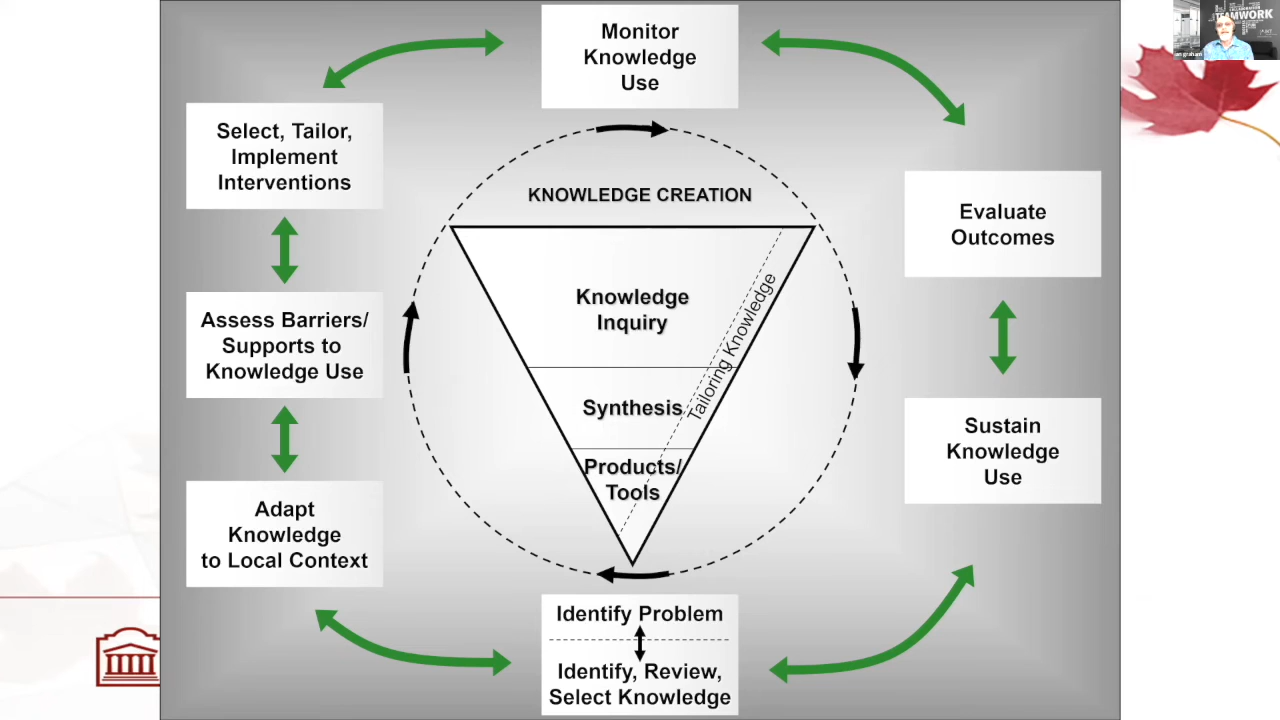 Monitor
Knowledge
Use
TEAMWORK
ian graham
Select, Tailor,
Implement
Interventions
KNOWLEDGE CREATION
Evaluate
Outcomes
Knowledge
Inquiry
Tailoring Knowledge
Assess Barriers/
Supports to
Knowledge Use
Synthesis
Sustain
Knowledge
Use
Products/
Tools
Adapt
Knowledge
to Local Context
Identify Problem
Identify, Review,
Select Knowledge